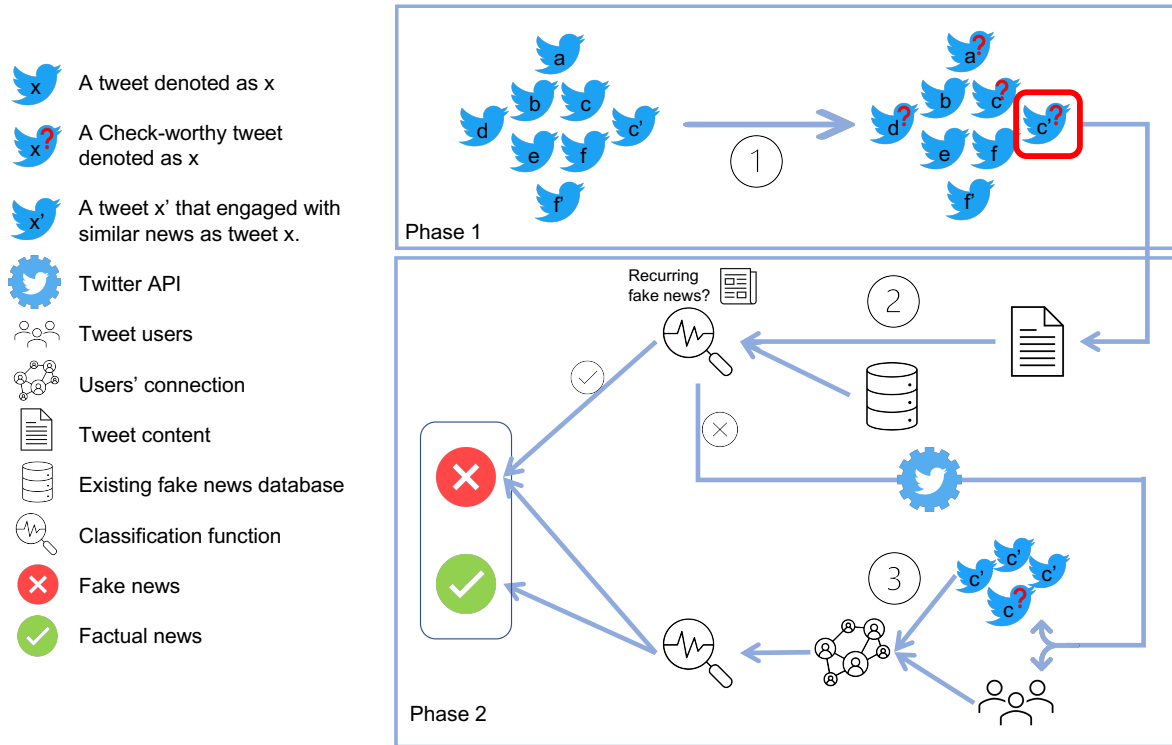 x
A tweet denoted as x
x?
A Check-worthy tweet
denoted as x
x'
A tweet x' that engaged with
similar news as tweet x.
Twitter API
Tweet users
Users' connection
Tweet content
Existing fake news database
Classification function
Fake news
Factual news
a
b
c
d
c'
e
f
f'
1
a?
b
c?
d?
c'?
e
f
f'
Phase 1
Recurring
fake news?
2
3
c'
c'
c'
c?
Phase 2